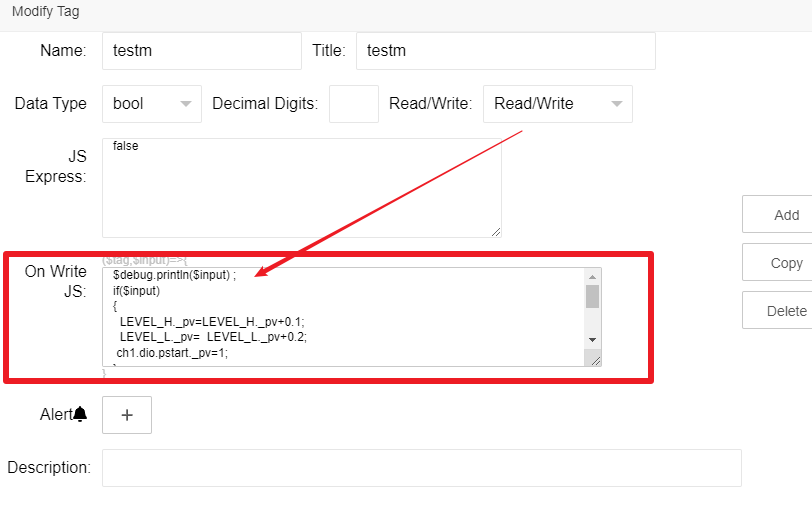 Modify Tag
Name: testm Title: testm
Data Type bool Decimal Digits: Read/Write: Read/Write
JS Express: false
Add
On Write JS: ($tag,$input)=>{
$debug.println($input) ;
if($input)
{
LEVEL_H._pv=LEVEL_H._pv+0.1;
LEVEL_L._pv= LEVEL_L._pv+0.2;
ch1.dio.pstart._pv=1;
}
Copy
Delete
Alert +
Description: